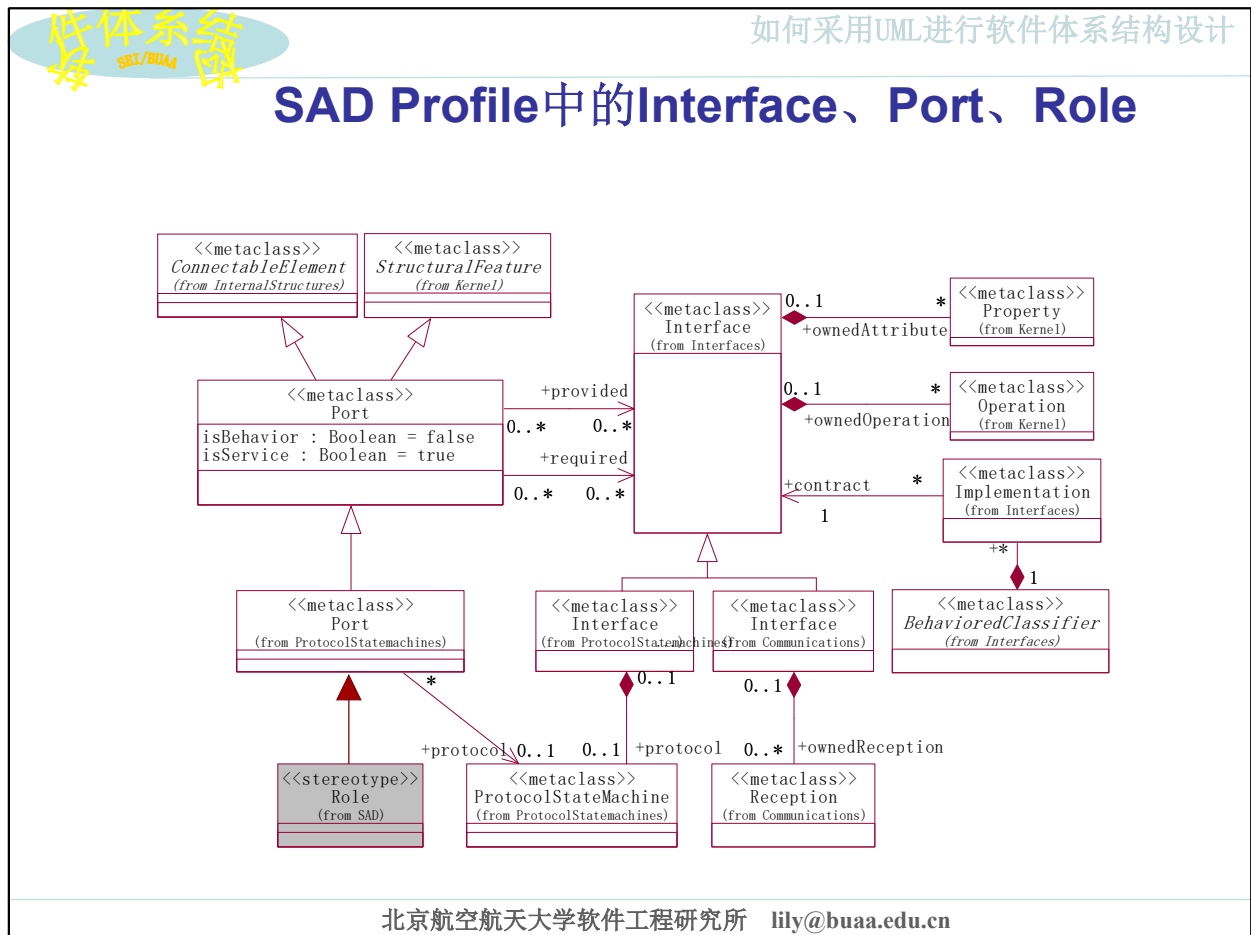 件体系结
SEI/BUAA
如何采用UML进行软件体系结构设计
SAD Profile中的Interface、Port、Role
<<metaclass>>
ConnectableElement
(from InternalStructures)
<<metaclass>>
StructuralFeature
(from Kernel)
<<metaclass>>
Interface
(from Interfaces)
0..1
*
+ownedAttribute
<<metaclass>>
Property
(from Kernel)
<<metaclass>>
Port
isBehavior : Boolean = false
isService : Boolean = true
+provided
0..*
0..*
+required
0..*
0..*
0..1
*
+ownedOperation
<<metaclass>>
Operation
(from Kernel)
+contract
*
1
<<metaclass>>
Implementation
(from Interfaces)
+*
1
<<metaclass>>
Port
(from ProtocolStatemachines)
<<metaclass>>
Interface
(from ProtocolStatemachines)
<<metaclass>>
Interface
(from Communications)
<<metaclass>>
BehavioredClassifier
(from Interfaces)
*
0..1
0..1
+protocol
0..1
0..1
+protocol
0..*
+ownedReception
<<stereotype>>
Role
(from SAD)
<<metaclass>>
ProtocolStateMachine
(from ProtocolStatemachines)
<<metaclass>>
Reception
(from Communications)
北京航空航天大学软件工程研究所 lily@buaa.edu.cn